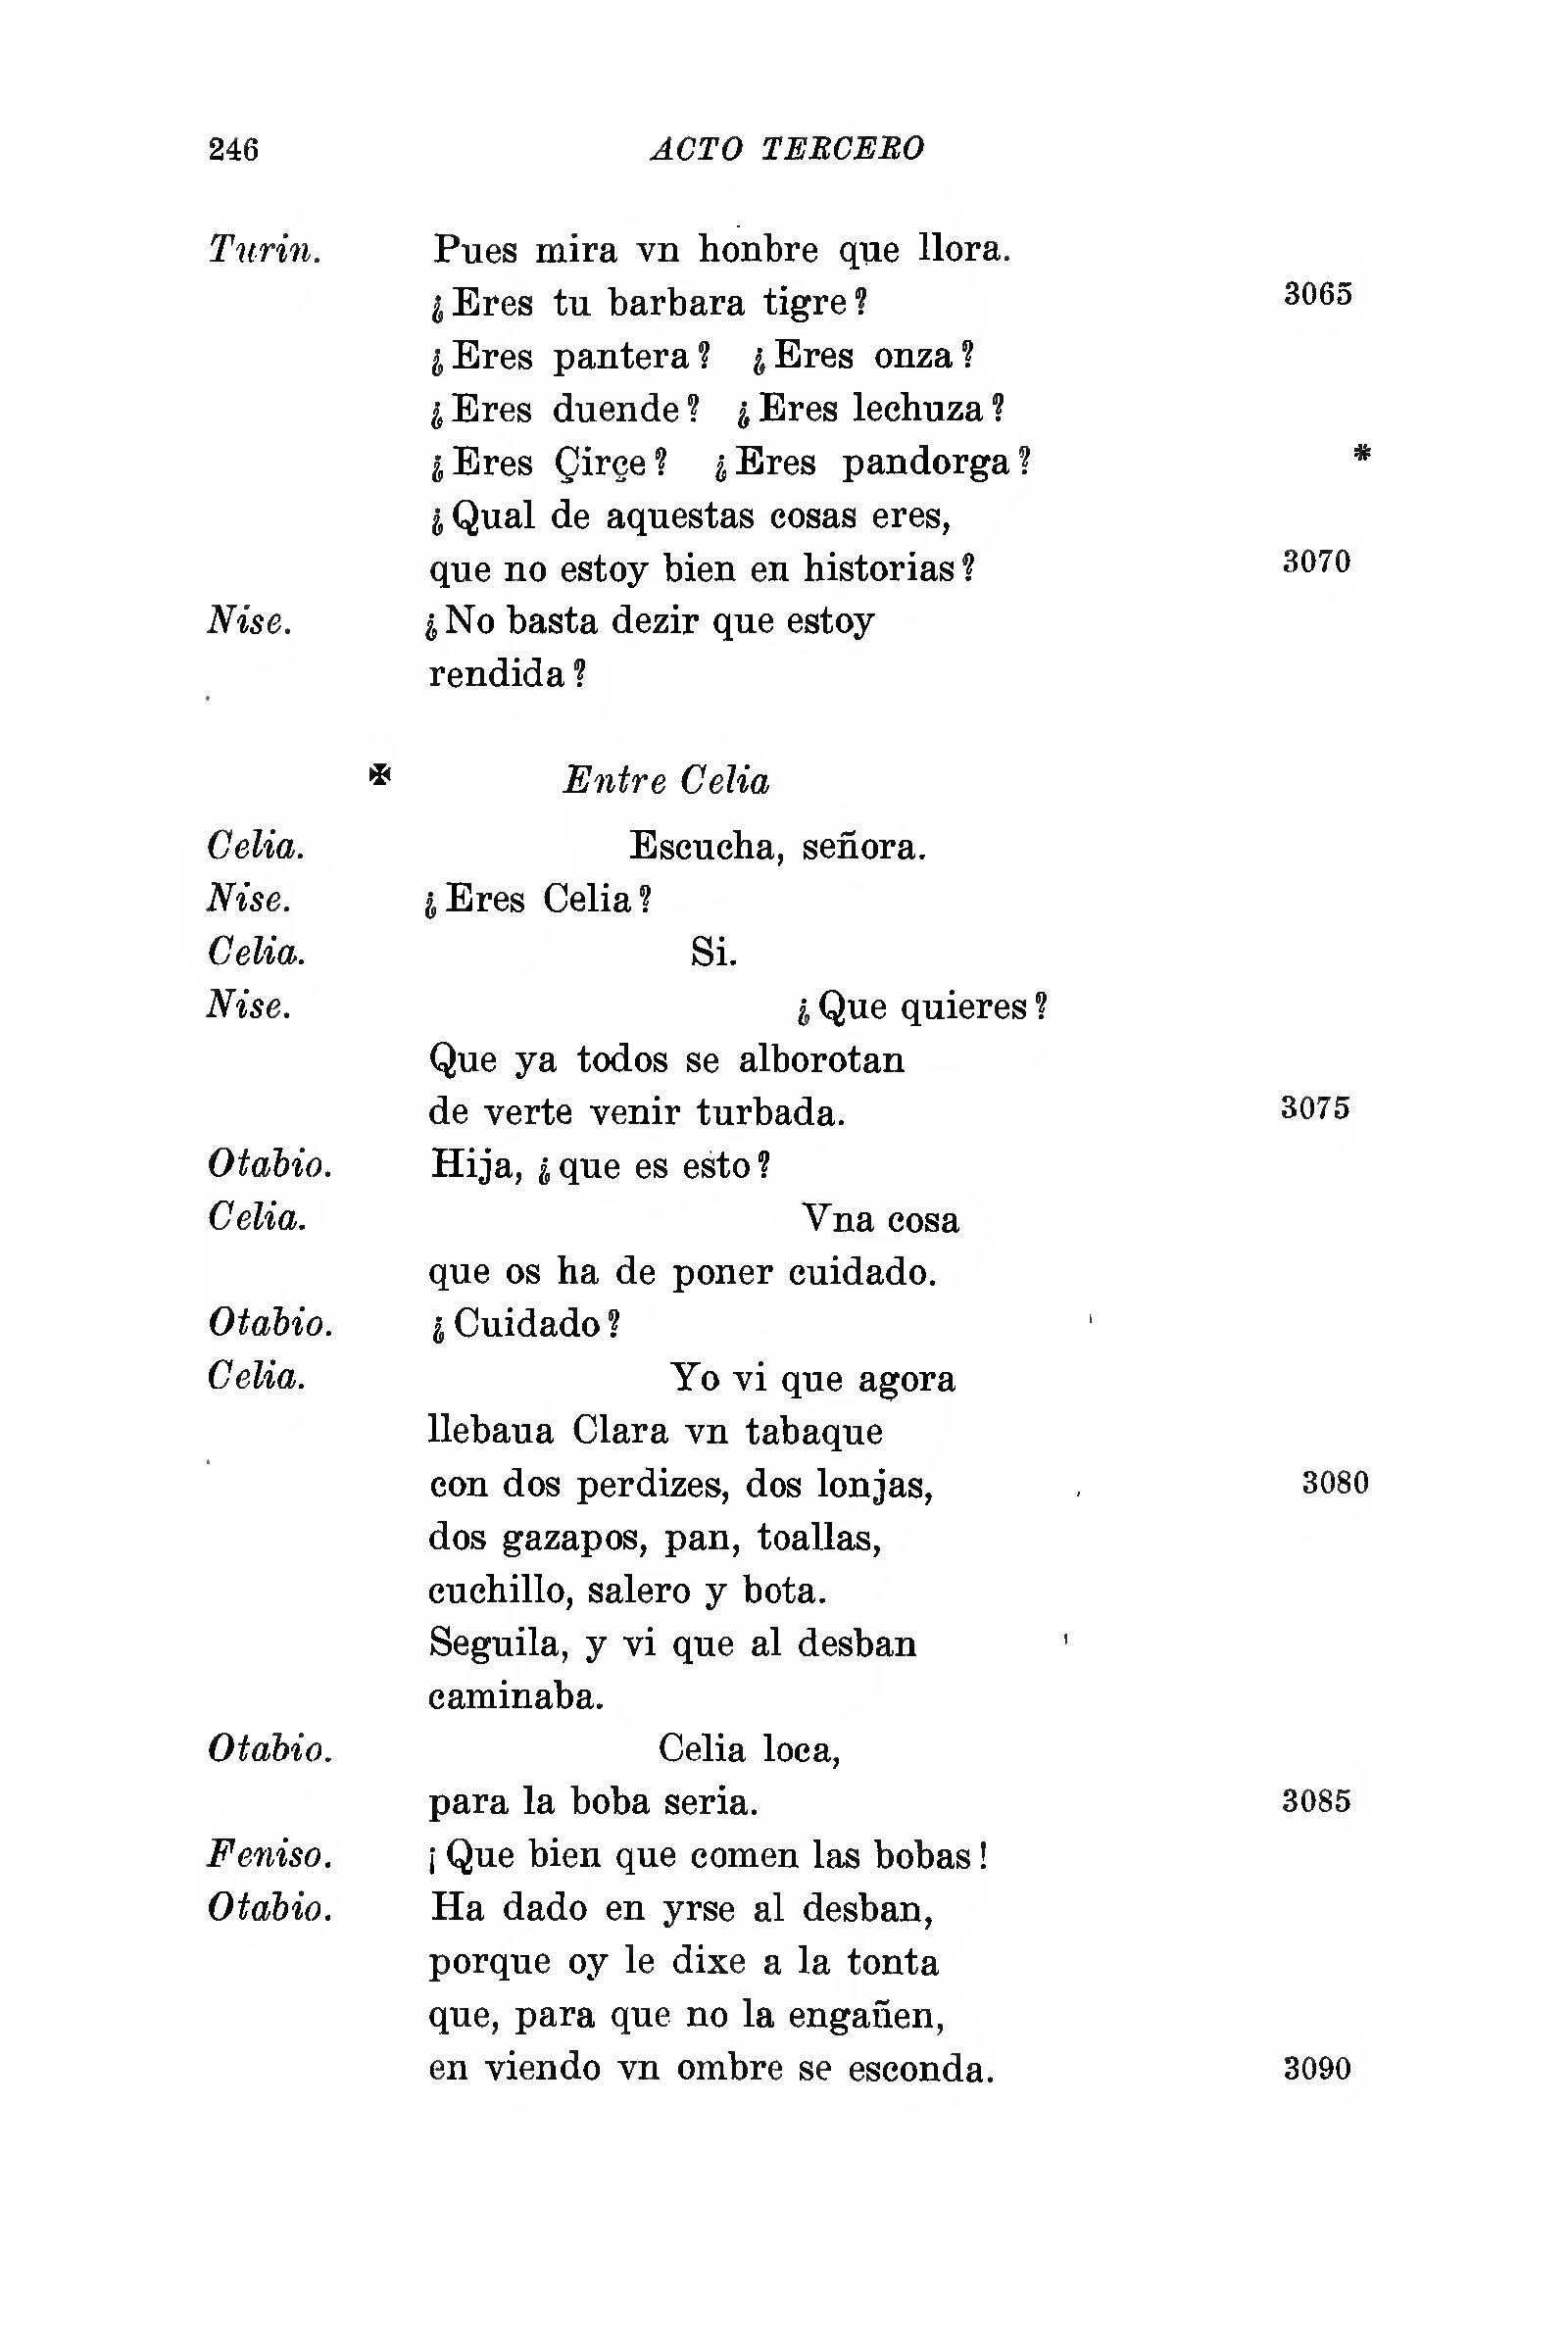 246 ACTO TERCERO
Turin. Pues mira vn honbre que llora.
¿Eres tu barbara tigre? 3065
¿Eres pantera? ¿Eres onza?
¿Eres duende? ¿Eres lechuza?
¿Eres Çirçe? ¿Eres pandorga? *
¿Qual de aquestas cosas eres,
que no estoy bien en historias? 3070
Nise. ¿No basta dezir que estoy
rendida?
✠ Entre Celia
Celia. Escucha, señora.
Nise. ¿Eres Celia?
Celia. Si.
Nise. ¿Que quieres?
Que ya todos se alborotan
de verte venir turbada. 3075
Otabio. Hija, ¿que es esto?
Celia. Vna cosa
que os ha de poner cuidado.
Otabio. ¿Cuidado?
Celia. Yo vi que agora
llebaua Clara vn tabaque
con dos perdizes, dos lonjas, 3080
dos gazapos, pan, toallas,
cuchillo, salero y bota.
Seguila, y vi que al desban
caminaba.
Otabio. Celia loca,
para la boba seria. 3085
Feniso. ¡Que bien que comen las bobas!
Otabio. Ha dado en yrse al desban,
porque oy le dixe a la tonta
que, para que no la engañen,
en viendo vn ombre se esconda. 3090